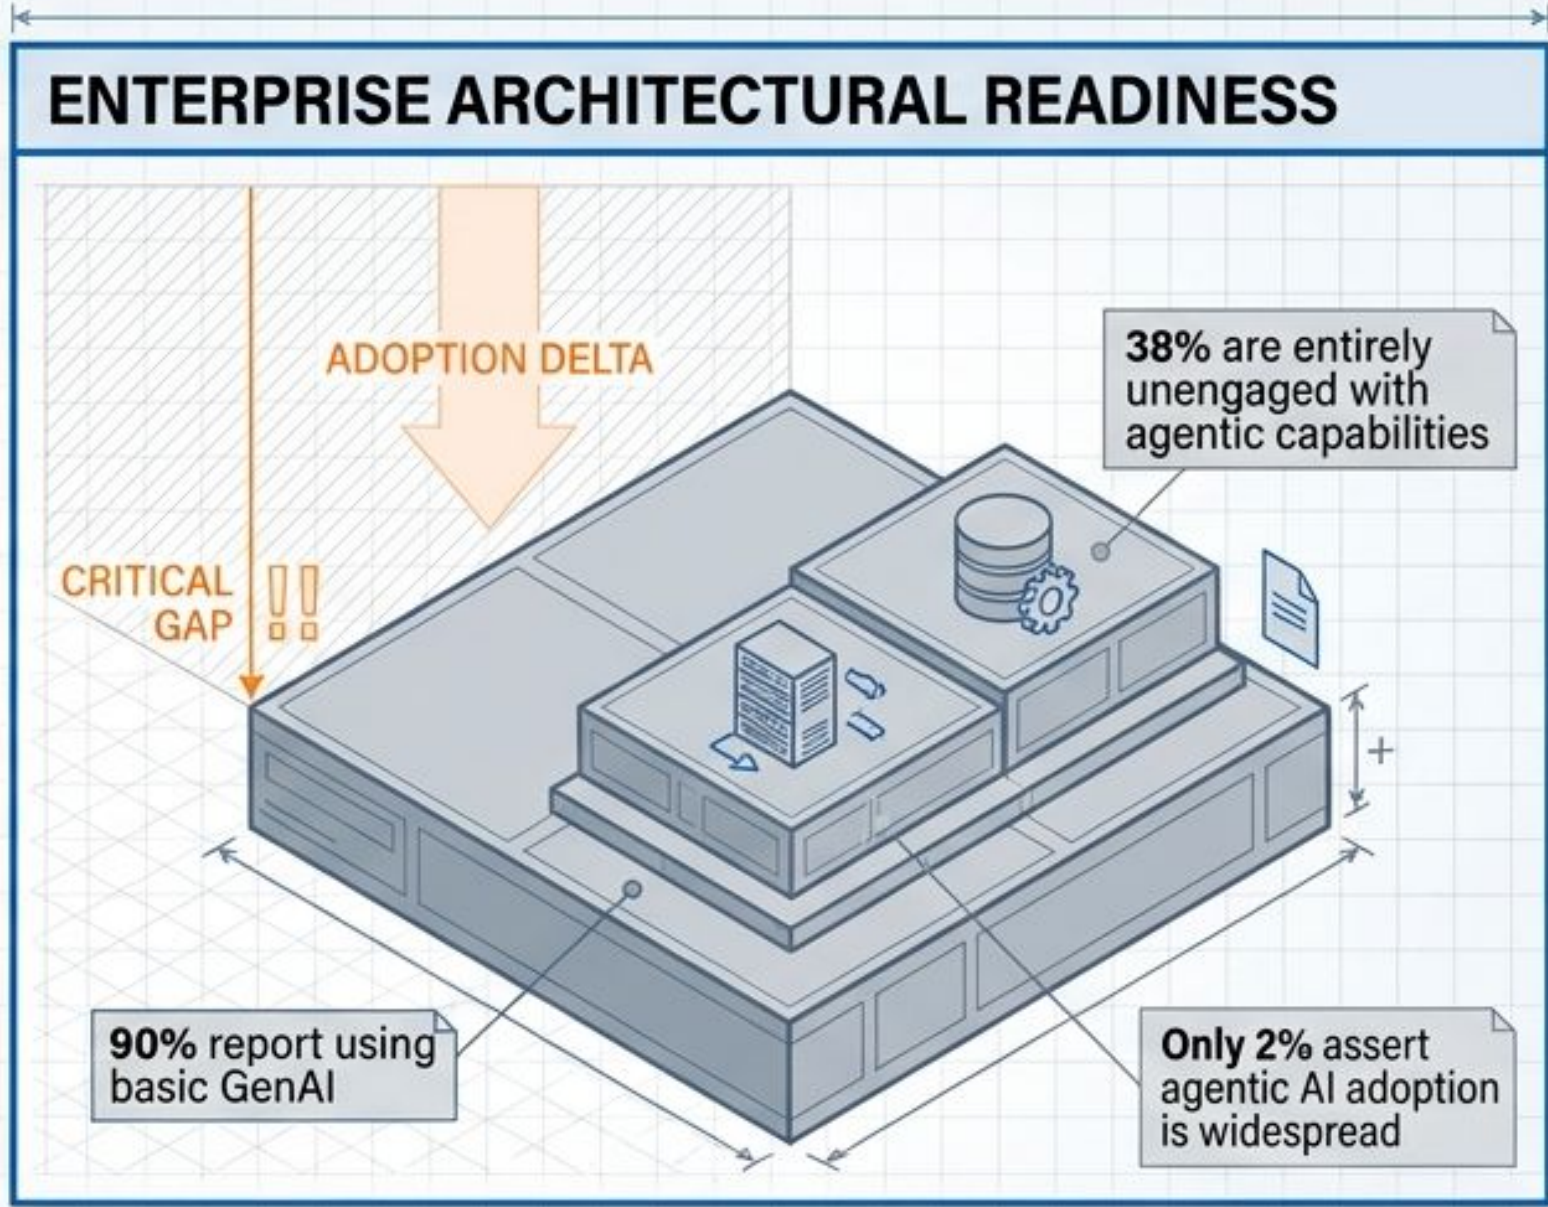 ENTERPRISE ARCHITECTURAL READINESS
ADOPTION DELTA
38% are entirely
unengaged with
agentic capabilities
CRITICAL
GAP !!
90% report using
basic GenAI
Only 2% assert
agentic AI adoption
is widespread